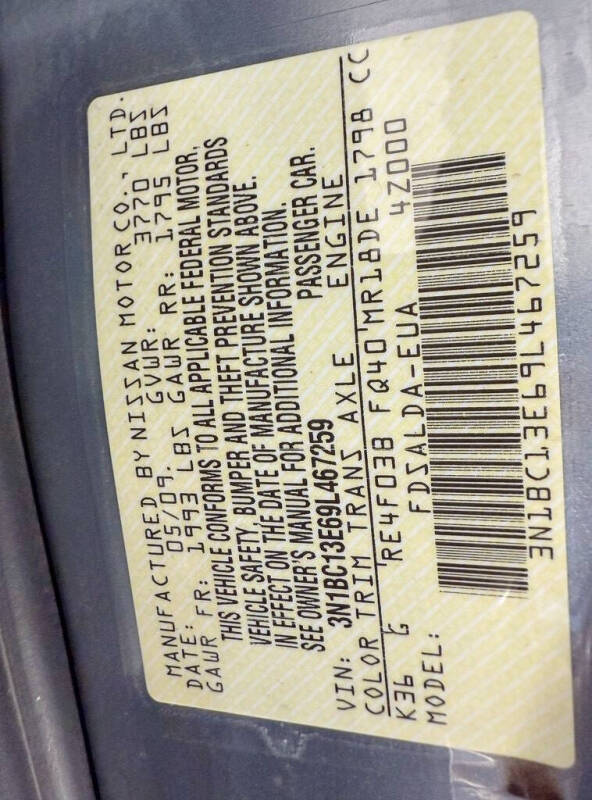 MANUFACTURED BY NISSAN MOTOR CO., LTD.
DATE: 05/09. GVWR: 3770 LBS
GAWR FR: 1993 LBS GAWR RR: 1795 LBS
THIS VEHICLE CONFORMS TO ALL APPLICABLE FEDERAL MOTOR,
VEHICLE SAFETY, BUMPER AND THEFT PREVENTION STANDARDS
IN EFFECT ON THE DATE OF MANUFACTURE SHOWN ABOVE.
SEE OWNER'S MANUAL FOR ADDITIONAL INFORMATION.
VIN: 3N1BC13E69L467259 PASSENGER CAR.
COLOR TRIM TRANS AXLE ENGINE
K36 G RE4F03B FQ40 MR18DE 1798 CC
MODEL: FDSALDA-EUA 4Z000
3N1BC13E69L467259